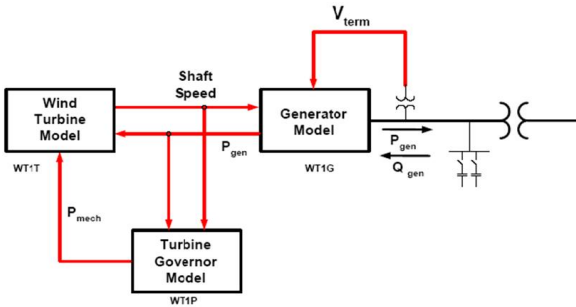 V term
Shaft
Speed
Wind
Turbine
Model
Generator
Model
P gen
P gen
WT1T
WT1G
Q gen
P mech
Turbine
Governor
Model
WT1P